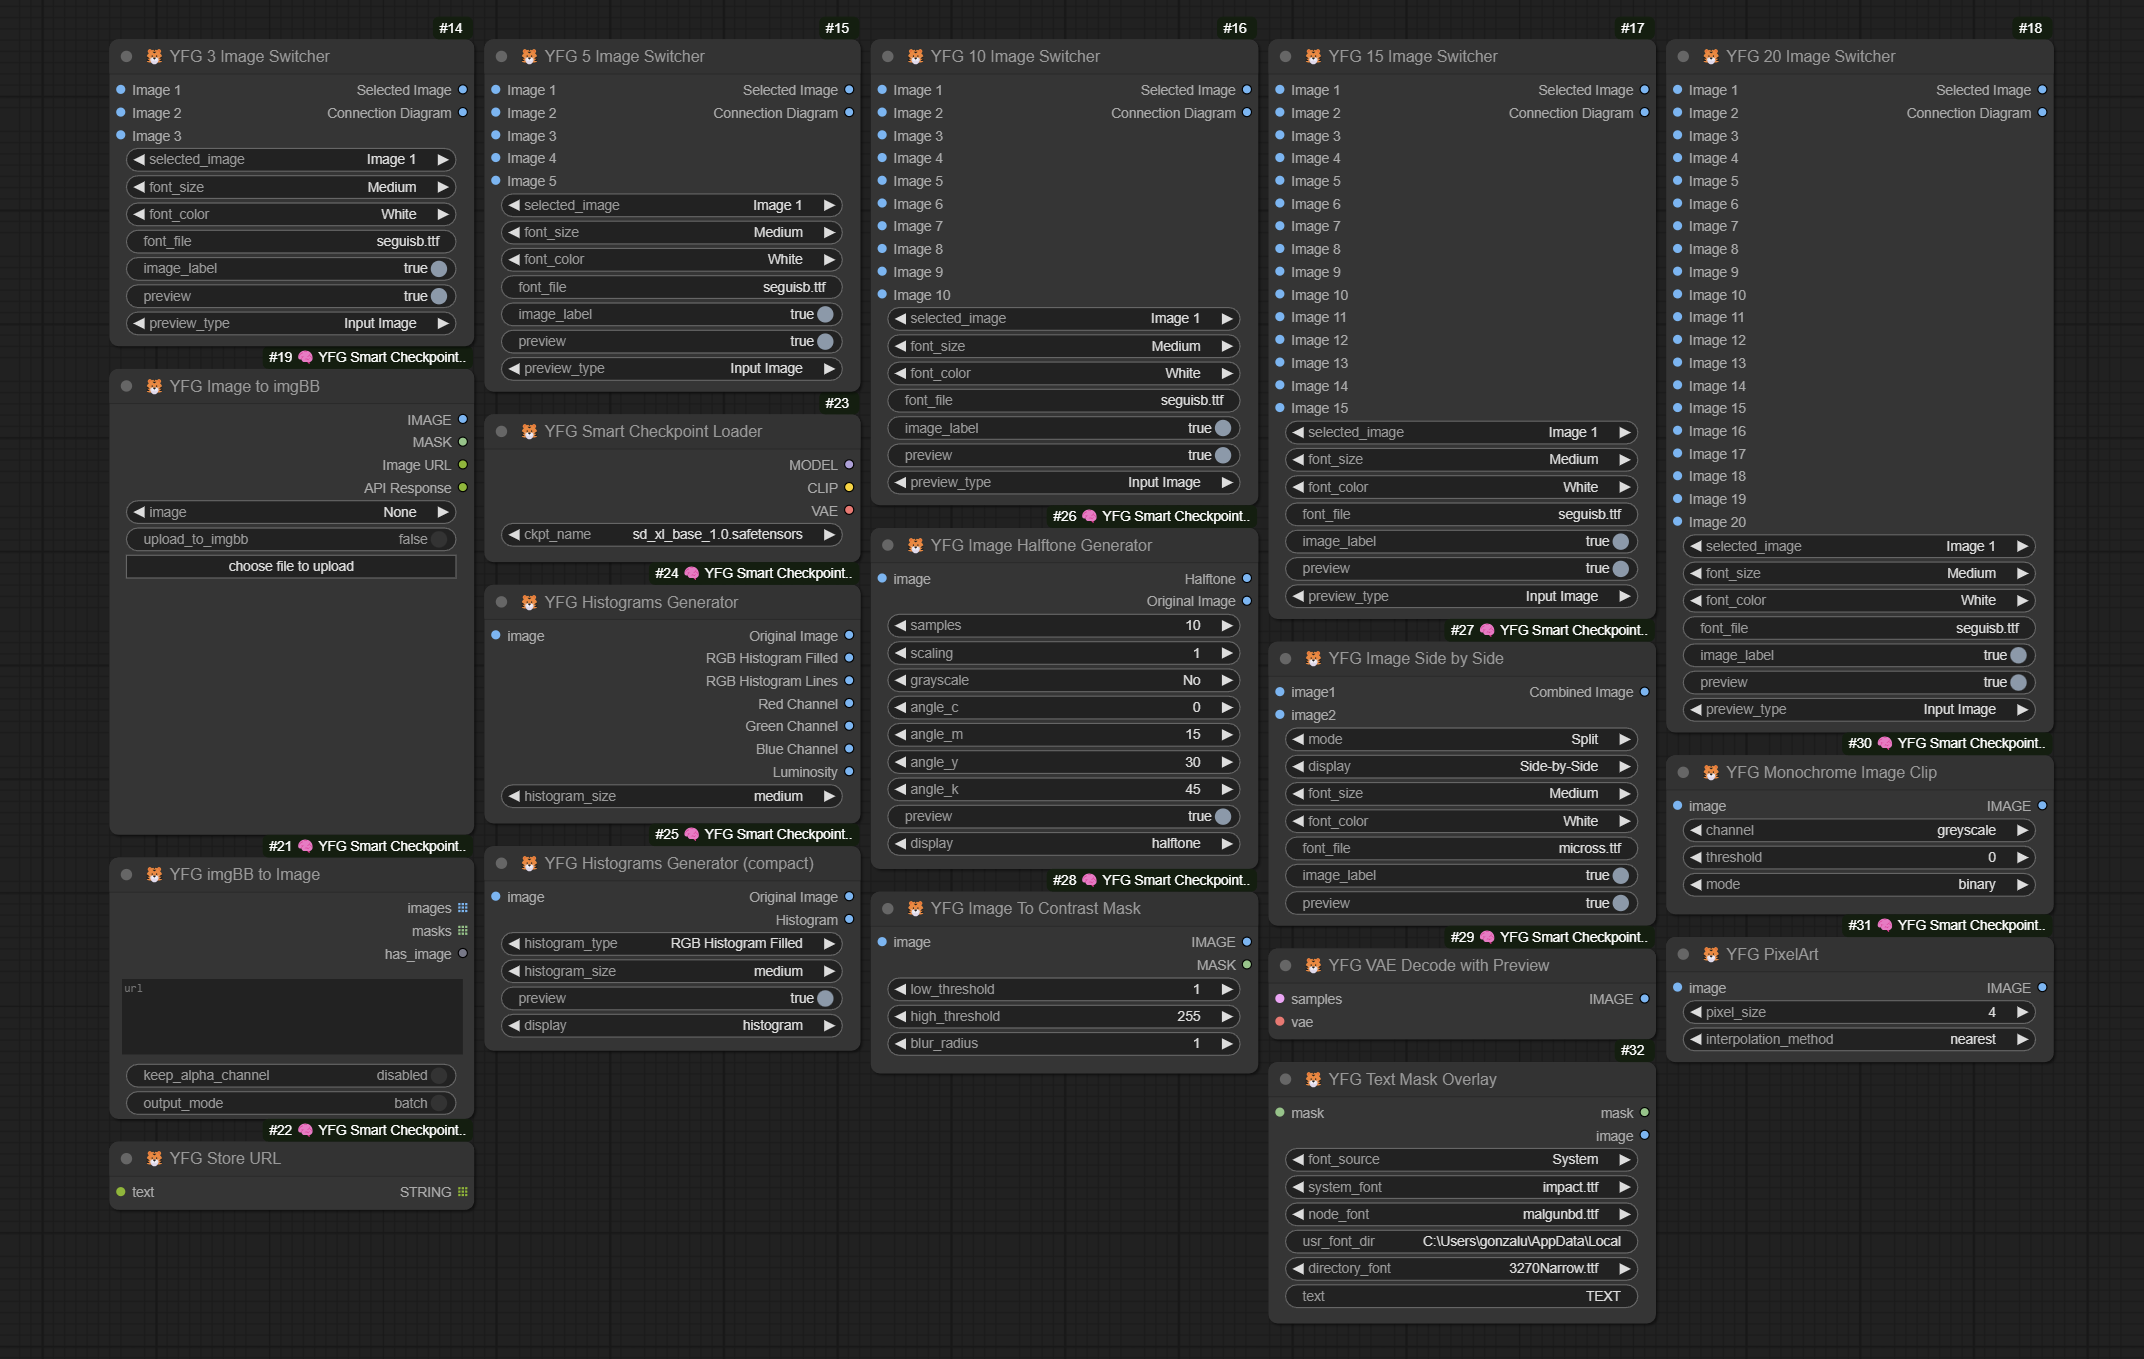 #14
YFG 3 Image Switcher
Image 1
Selected Image
Image 2
Connection Diagram
Image 3
selected_image
Image 1
font_size
Medium
font_color
White
font_file
seguisb.ttf
image_label
true
preview
true
preview_type
Input Image
#19 YFG Smart Checkpoint..
YFG Image to imgBB
IMAGE
MASK
Image URL
API Response
image
None
upload_to_imgbb
false
choose file to upload
#21 YFG Smart Checkpoint..
YFG imgBB to Image
images
masks
has_image
url
keep_alpha_channel
disabled
output_mode
batch
#22 YFG Smart Checkpoint..
YFG Store URL
text
STRING
#15
YFG 5 Image Switcher
Image 1
Selected Image
Image 2
Connection Diagram
Image 3
Image 4
Image 5
selected_image
Image 1
font_size
Medium
font_color
White
font_file
seguisb.ttf
image_label
true
preview
true
preview_type
Input Image
#23
YFG Smart Checkpoint Loader
MODEL
CLIP
VAE
ckpt_name
sd_xl_base_1.0.safetensors
#24 YFG Smart Checkpoint..
YFG Histograms Generator
image
Original Image
RGB Histogram Filled
RGB Histogram Lines
Red Channel
Green Channel
Blue Channel
Luminosity
histogram_size
medium
#25 YFG Smart Checkpoint..
YFG Histograms Generator (compact)
image
Original Image
Histogram
histogram_type
RGB Histogram Filled
histogram_size
medium
preview
true
display
histogram
#16
YFG 10 Image Switcher
Image 1
Selected Image
Image 2
Connection Diagram
Image 3
Image 4
Image 5
Image 6
Image 7
Image 8
Image 9
Image 10
selected_image
Image 1
font_size
Medium
font_color
White
font_file
seguisb.ttf
image_label
true
preview
true
preview_type
Input Image
#26 YFG Smart Checkpoint..
YFG Image Halftone Generator
image
Halftone
Original Image
samples
10
scaling
1
grayscale
No
angle_c
0
angle_m
15
angle_y
30
angle_k
45
preview
true
display
halftone
#28 YFG Smart Checkpoint..
YFG Image To Contrast Mask
image
IMAGE
MASK
low_threshold
1
high_threshold
255
blur_radius
1
#17
YFG 15 Image Switcher
Image 1
Selected Image
Image 2
Connection Diagram
Image 3
Image 4
Image 5
Image 6
Image 7
Image 8
Image 9
Image 10
Image 11
Image 12
Image 13
Image 14
Image 15
selected_image
Image 1
font_size
Medium
font_color
White
font_file
seguisb.ttf
image_label
true
preview
true
preview_type
Input Image
#27 YFG Smart Checkpoint..
YFG Image Side by Side
image1
Combined Image
image2
mode
Split
display
Side-by-Side
font_size
Medium
font_color
White
font_file
micross.ttf
image_label
true
preview
true
#29 YFG Smart Checkpoint..
YFG VAE Decode with Preview
samples
IMAGE
vae
#32
YFG Text Mask Overlay
mask
mask
image
font_source
System
system_font
impact.ttf
node_font
malgunbd.ttf
usr_font_dir
C:\Users\gonzalu\AppData\Local
directory_font
3270Narrow.ttf
text
TEXT
#18
YFG 20 Image Switcher
Image 1
Selected Image
Image 2
Connection Diagram
Image 3
Image 4
Image 5
Image 6
Image 7
Image 8
Image 9
Image 10
Image 11
Image 12
Image 13
Image 14
Image 15
Image 16
Image 17
Image 18
Image 19
Image 20
selected_image
Image 1
font_size
Medium
font_color
White
font_file
seguisb.ttf
image_label
true
preview
true
preview_type
Input Image
#30 YFG Smart Checkpoint..
YFG Monochrome Image Clip
image
IMAGE
channel
greyscale
threshold
0
mode
binary
#31 YFG Smart Checkpoint..
YFG PixelArt
image
IMAGE
pixel_size
4
interpolation_method
nearest